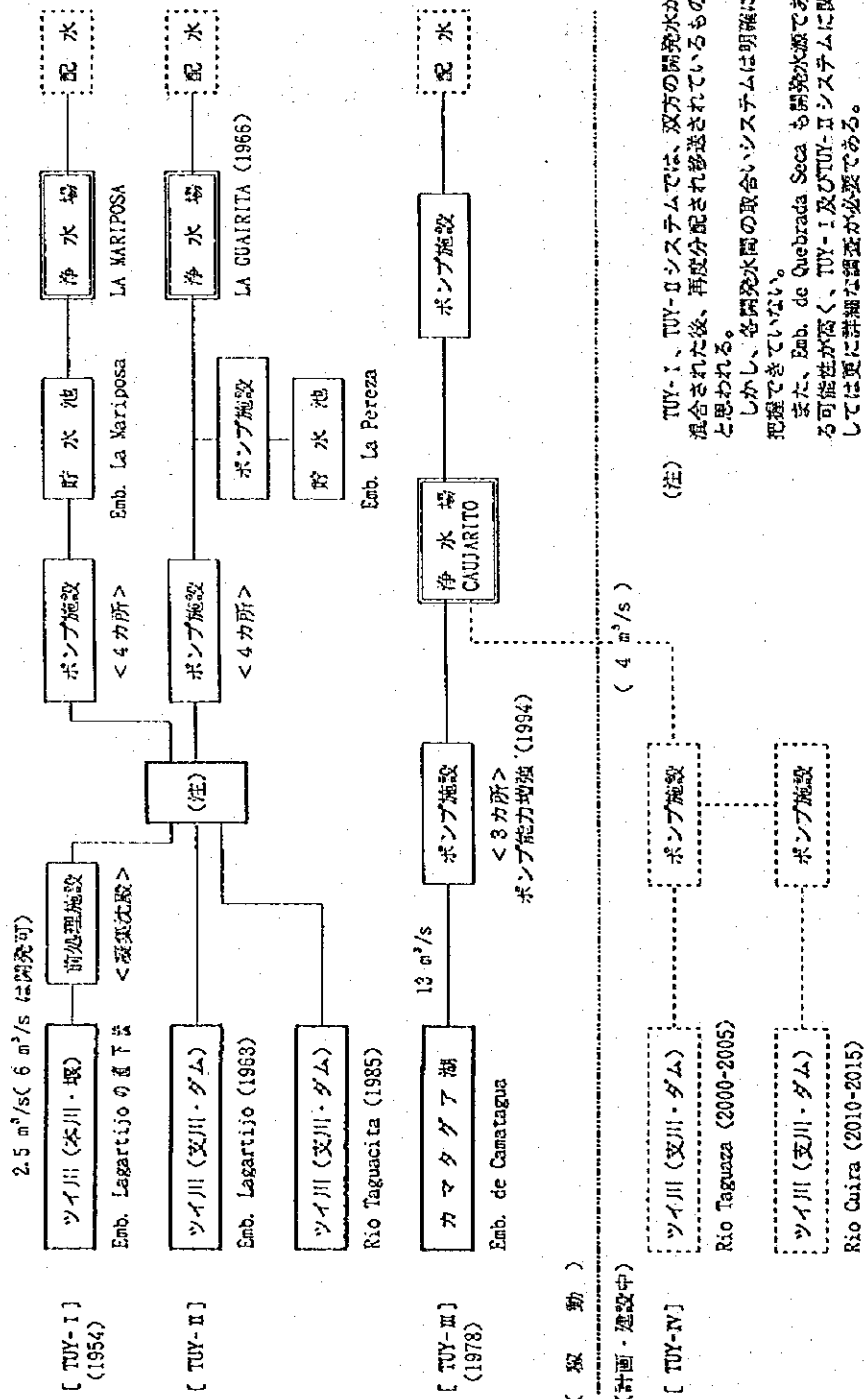 2.5 m³/s( 6 m³/s は開発可)
[ TUY-Ⅰ]
(1954)
ツイ川 (本川・堰)
Emb. Lagartijo の直下流
前処理施設
<凝集沈殿>
(注)
ポンプ施設
<4カ所>
貯 水 池
Emb. La Mariposa
浄 水 場
LA MARIPOSA
配 水
[ TUY-Ⅱ]
ツイ川 (支川・ダム)
Emb. Lagartijo (1963)
ポンプ施設
<4カ所>
ポンプ施設
貯 水 池
Emb. La Pereza
浄 水 場
LA GUAIRITA (1966)
配 水
ツイ川 (支川・ダム)
Rio Taguacita (1985)
[ TUY-Ⅲ]
(1978)
カ マ タ グ ア 湖
Emb. de Camatagua
13 m³/s
ポンプ施設
<3カ所>
ポンプ能力増強 (1994)
浄 水 場
CAUJARITO
ポンプ施設
配 水
( 稼 動 )
(計画・建設中)
( 4 m³/s )
[ TUY-Ⅳ]
ツイ川 (支川・ダム)
Rio Taguaza (2000-2005)
ポンプ施設
ツイ川 (支川・ダム)
Rio Cuira (2010-2015)
ポンプ施設
(注) TUY-Ⅰ、TUY-Ⅱシステムでは、双方の開発水が
混合された後、再度分配され移送されているもの
と思われる。
しかし、各開発水間の取合いシステムは明確に
把握できていない。
また、Emb. de Quebrada Seca も開発水源であ
る可能性が高く、TUY-Ⅰ及びTUY-Ⅱシステムに関
しては更に詳細な調査が必要である。